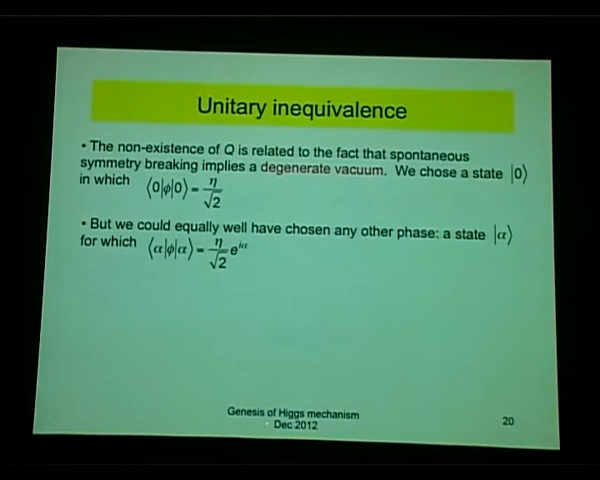 Unitary inequivalence
• The non-existence of Q is related to the fact that spontaneous
symmetry breaking implies a degenerate vacuum. We chose a state |0⟩
in which ⟨0|ϕ|0⟩ = η/√2
• But we could equally well have chosen any other phase: a state |α⟩
for which ⟨α|ϕ|α⟩ = η/√2 e^{iα}
Genesis of Higgs mechanism
Dec 2012
20